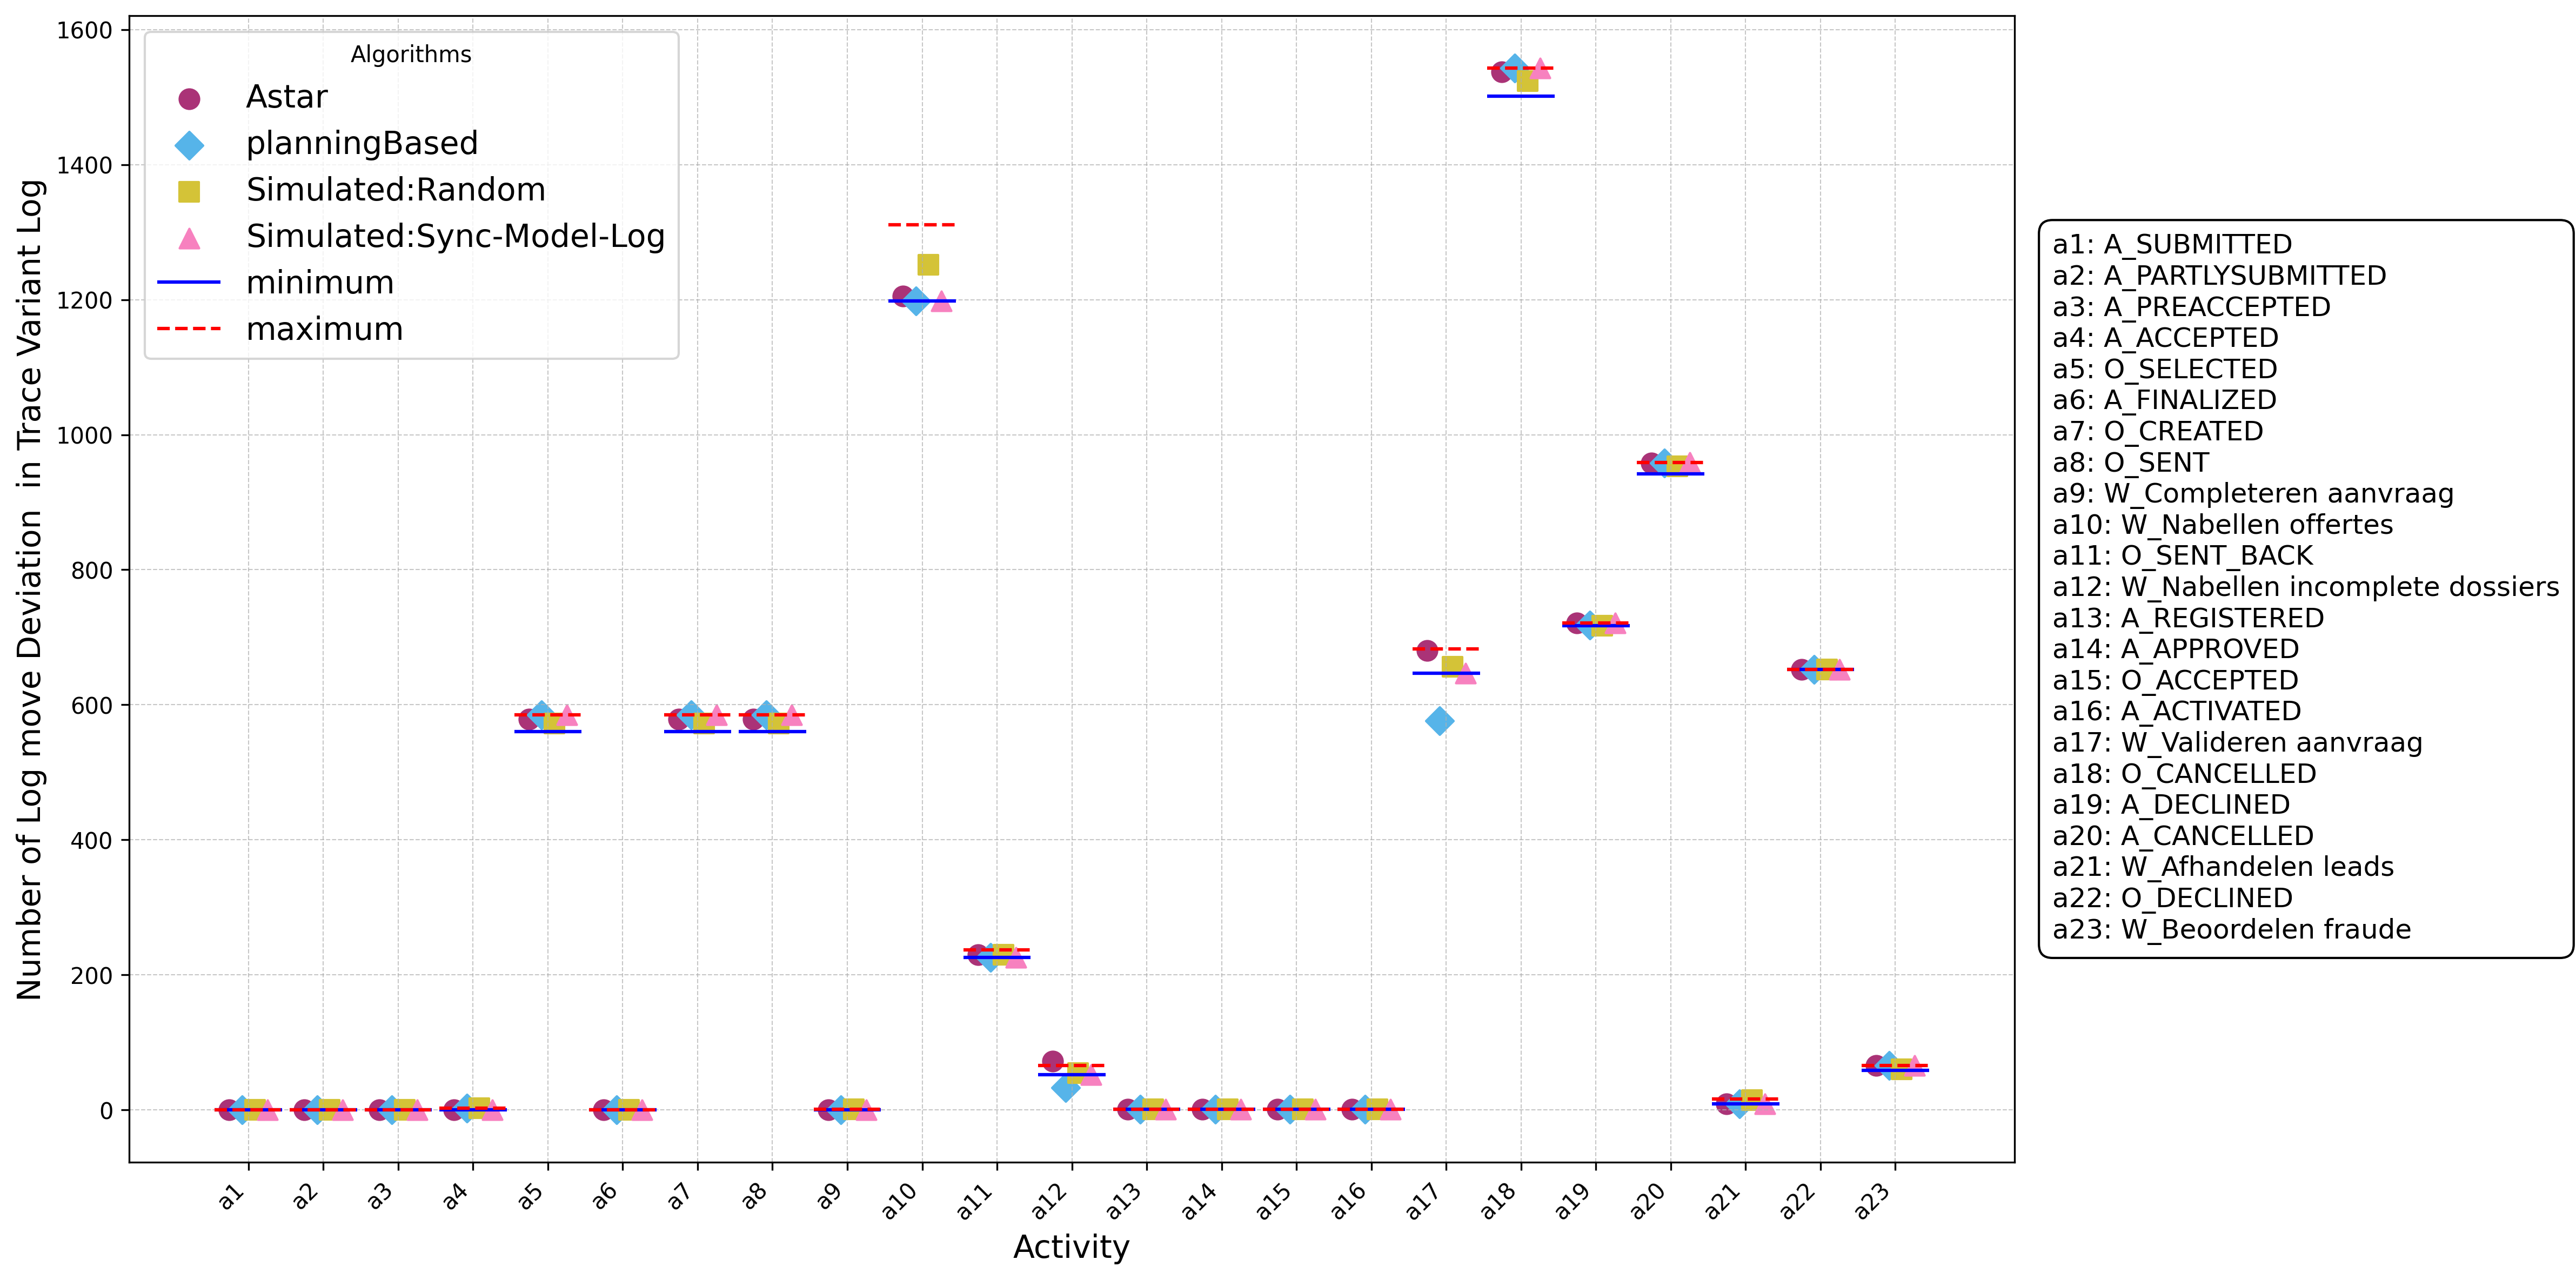 Number of Log move Deviation  in Trace Variant Log
1600
1400
1200
1000
800
600
400
200
0
Algorithms
Astar
planningBased
Simulated:Random
Simulated:Sync-Model-Log
minimum
maximum
a1
a2
a3
a4
a5
a6
a7
a8
a9
a10
a11
a12
a13
a14
a15
a16
a17
a18
a19
a20
a21
a22
a23
Activity
a1: A_SUBMITTED
a2: A_PARTLYSUBMITTED
a3: A_PREACCEPTED
a4: A_ACCEPTED
a5: O_SELECTED
a6: A_FINALIZED
a7: O_CREATED
a8: O_SENT
a9: W_Completeren aanvraag
a10: W_Nabellen offertes
a11: O_SENT_BACK
a12: W_Nabellen incomplete dossiers
a13: A_REGISTERED
a14: A_APPROVED
a15: O_ACCEPTED
a16: A_ACTIVATED
a17: W_Valideren aanvraag
a18: O_CANCELLED
a19: A_DECLINED
a20: A_CANCELLED
a21: W_Afhandelen leads
a22: O_DECLINED
a23: W_Beoordelen fraude